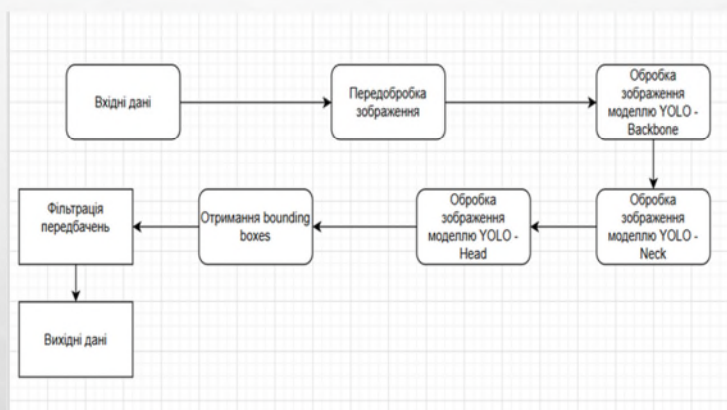 Вхідні дані
Передобробка
зображення
Обробка
зображення
моделлю YOLO -
Backbone
Обробка
зображення
моделлю YOLO -
Neck
Обробка
зображення
моделлю YOLO -
Head
Отримання bounding
boxes
Фільтрація
передбачень
Вихідні дані